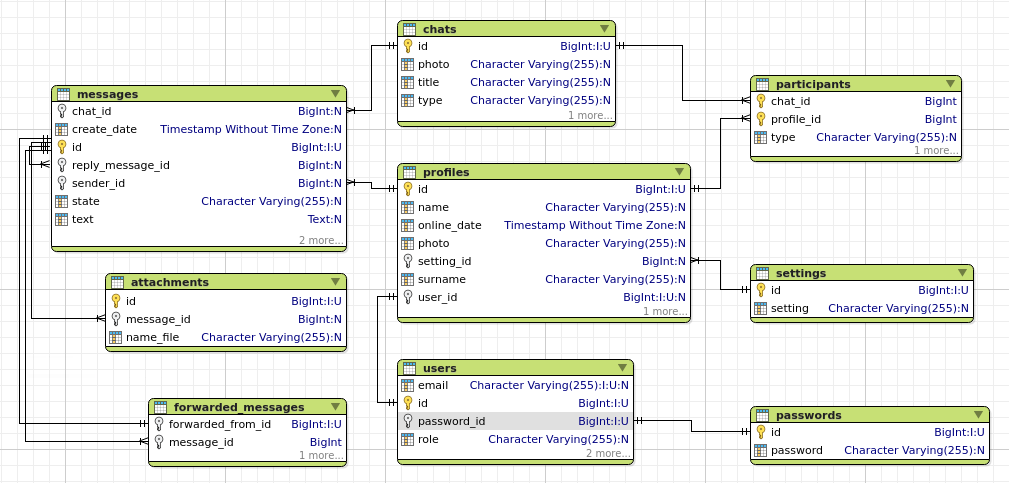 chats
id BigInt:I:U
photo Character Varying(255):N
title Character Varying(255):N
type Character Varying(255):N
1 more...
messages
chat_id BigInt:N
create_date Timestamp Without Time Zone:N
id BigInt:I:U
reply_message_id BigInt:N
sender_id BigInt:N
state Character Varying(255):N
text Text:N
2 more...
participants
chat_id BigInt
profile_id BigInt
type Character Varying(255):N
1 more...
profiles
id BigInt:I:U
name Character Varying(255):N
online_date Timestamp Without Time Zone:N
photo Character Varying(255):N
setting_id BigInt:N
surname Character Varying(255):N
user_id BigInt:I:U:N
1 more...
attachments
id BigInt:I:U
message_id BigInt:N
name_file Character Varying(255):N
settings
id BigInt:I:U
setting Character Varying(255):N
users
email Character Varying(255):I:U:N
id BigInt:I:U
password_id BigInt:I:U
role Character Varying(255):N
2 more...
forwarded_messages
forwarded_from_id BigInt:I:U
message_id BigInt
1 more...
passwords
id BigInt:I:U
password Character Varying(255):N